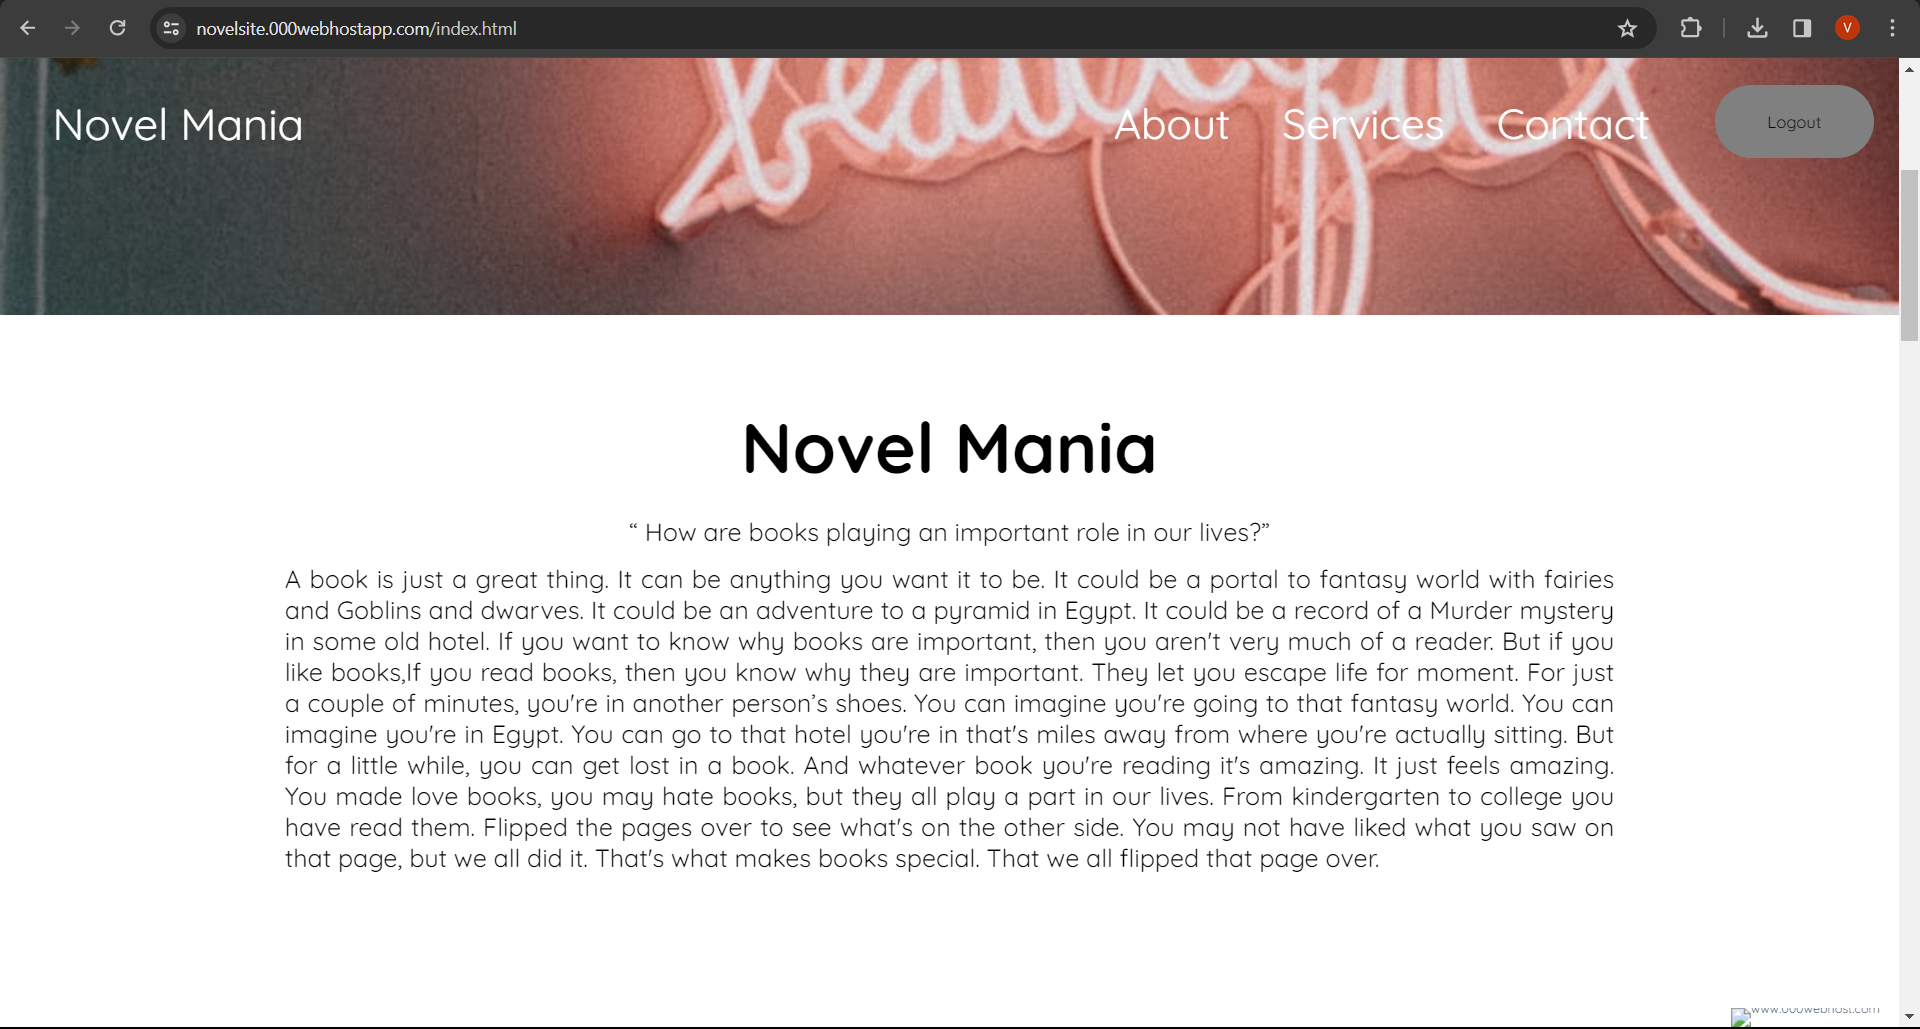 novelsite.000webhostapp.com/index.html
V
Novel Mania
About Services Contact
Logout
Novel Mania
“ How are books playing an important role in our lives?”
A book is just a great thing. It can be anything you want it to be. It could be a portal to fantasy world with fairies
and Goblins and dwarves. It could be an adventure to a pyramid in Egypt. It could be a record of a Murder mystery
in some old hotel. If you want to know why books are important, then you aren't very much of a reader. But if you
like books,If you read books, then you know why they are important. They let you escape life for moment. For just
a couple of minutes, you're in another person’s shoes. You can imagine you're going to that fantasy world. You can
imagine you're in Egypt. You can go to that hotel you're in that's miles away from where you're actually sitting. But
for a little while, you can get lost in a book. And whatever book you're reading it's amazing. It just feels amazing.
You made love books, you may hate books, but they all play a part in our lives. From kindergarten to college you
have read them. Flipped the pages over to see what's on the other side. You may not have liked what you saw on
that page, but we all did it. That's what makes books special. That we all flipped that page over.
www.000webhost.com